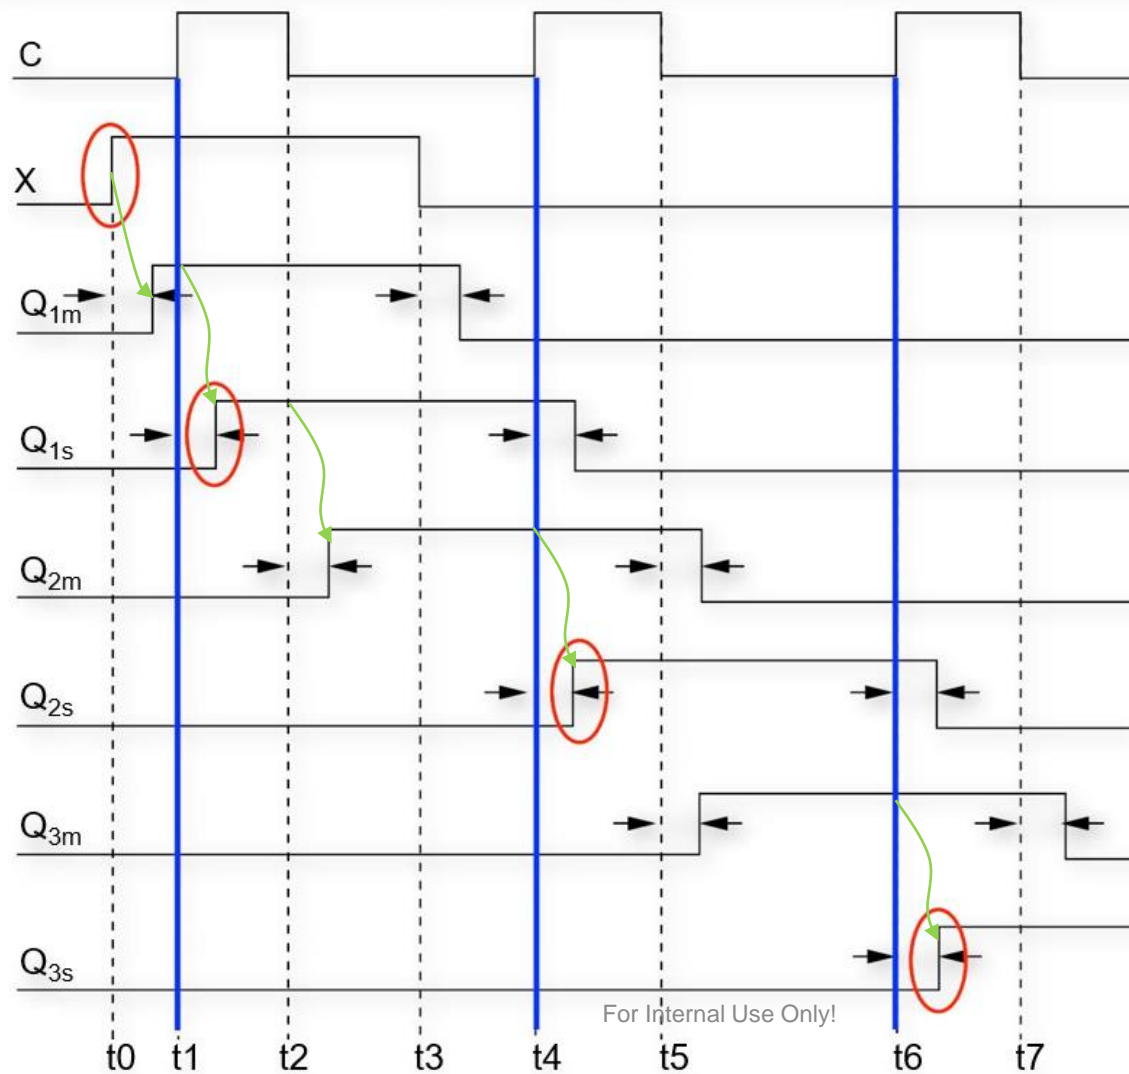 C
X
Q1m
Q1s
Q2m
Q2s
Q3m
Q3s
For Internal Use Only!
t0 t1 t2 t3 t4 t5 t6 t7